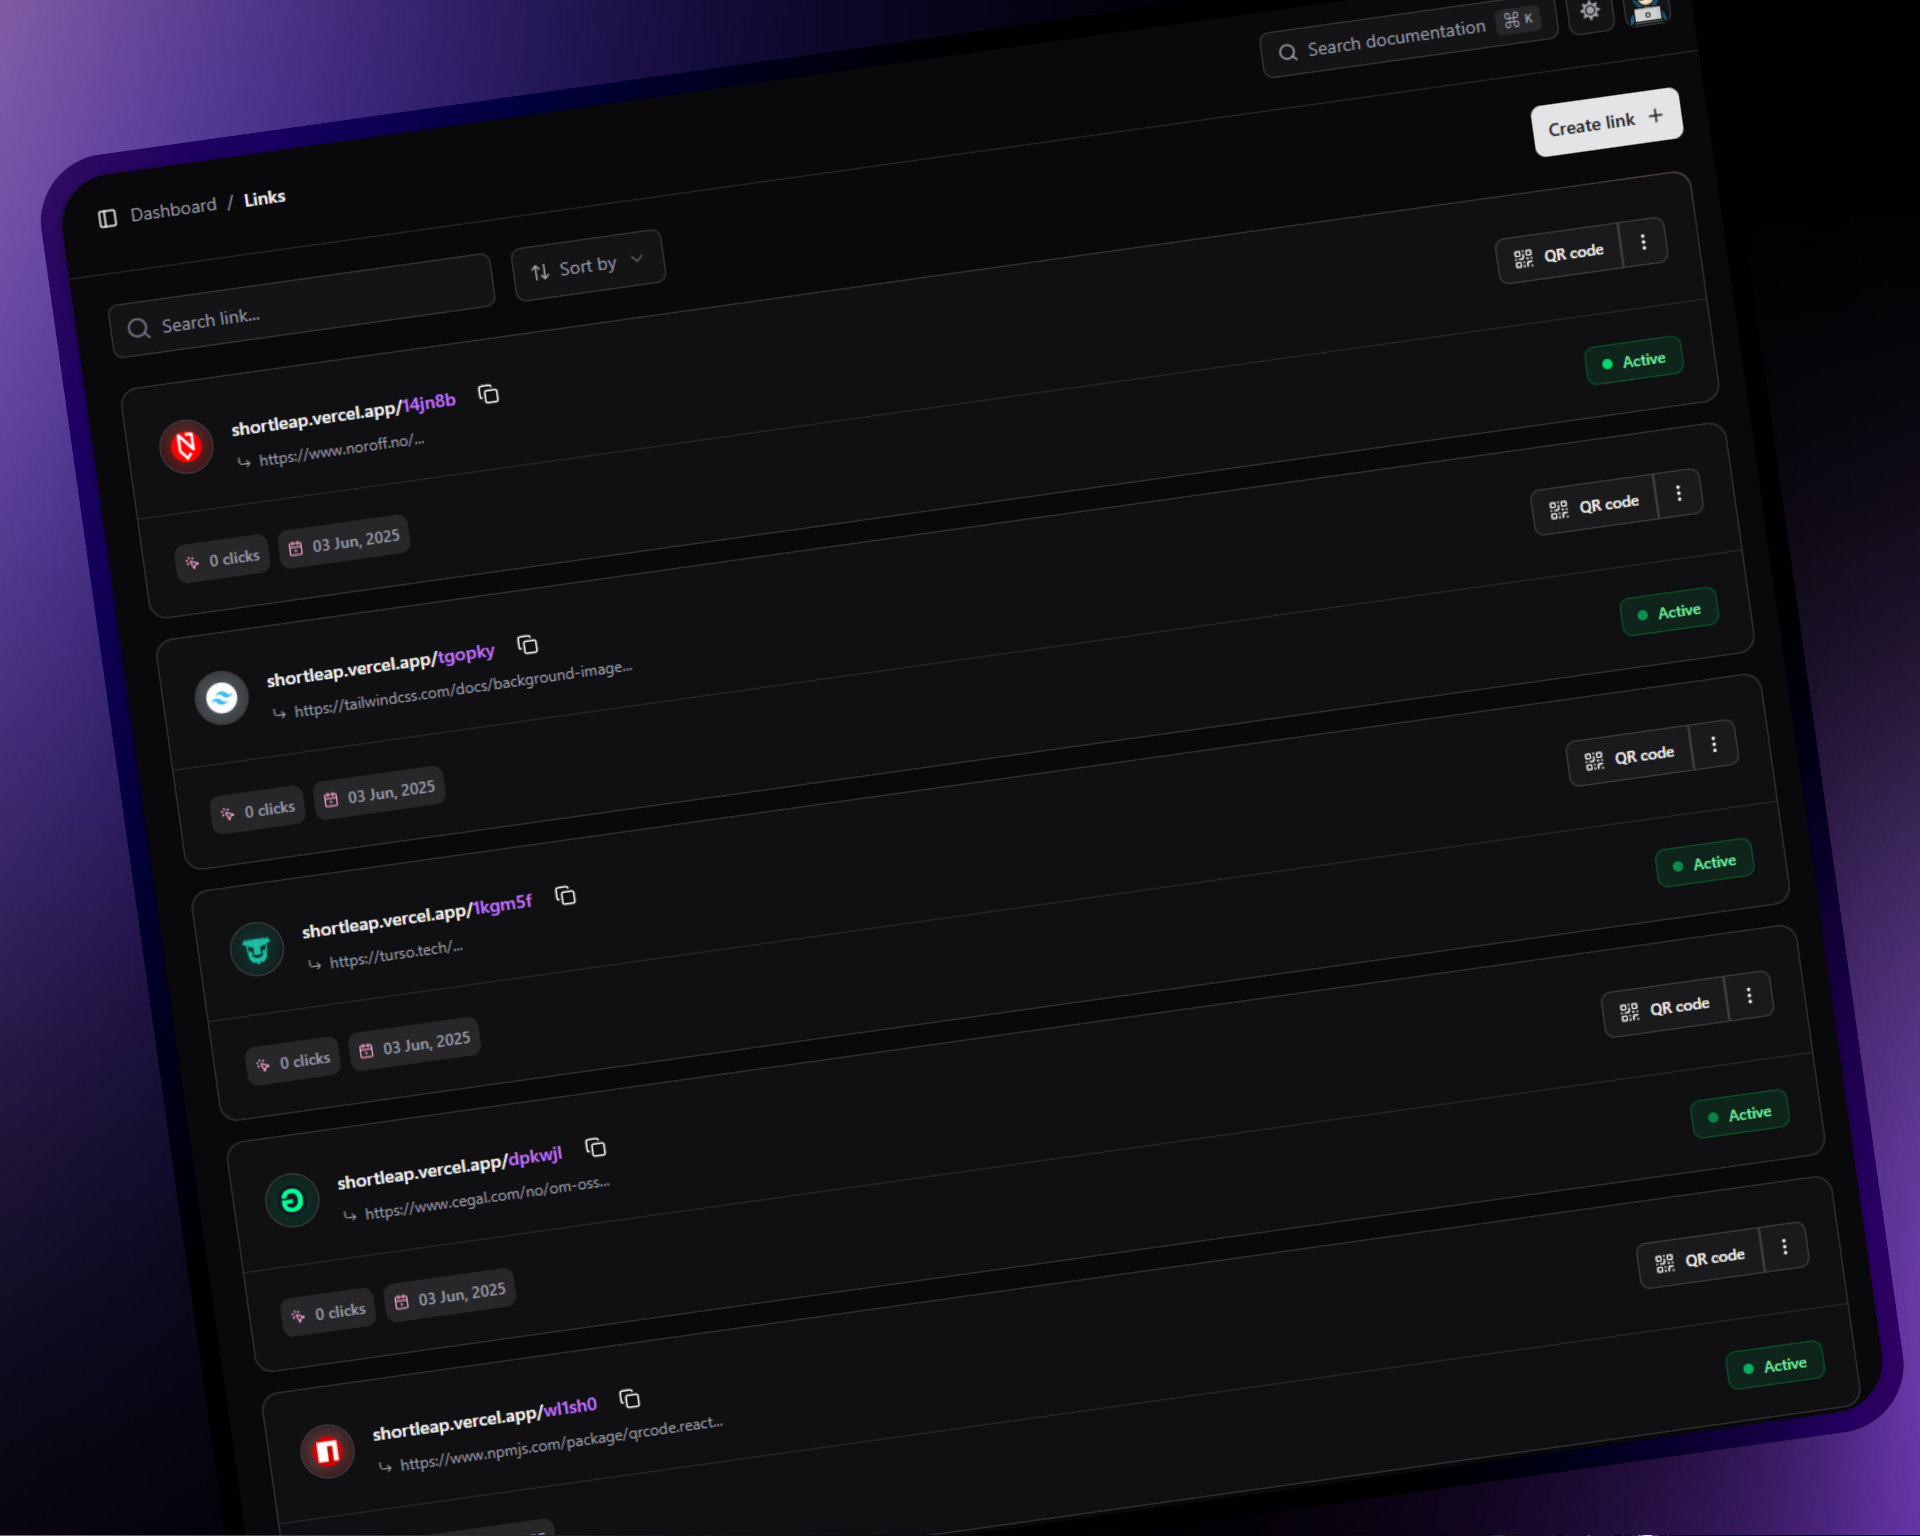 Search documentation ⌘ K
Create link
Dashboard / Links
Search link...
Sort by
shortleap.vercel.app/14jn8b
https://www.noroff.no/...
QR code
0 clicks
03 Jun, 2025
Active
shortleap.vercel.app/tgopky
https://tailwindcss.com/docs/background-image...
QR code
0 clicks
03 Jun, 2025
Active
shortleap.vercel.app/1kgm5f
https://turso.tech/...
QR code
0 clicks
03 Jun, 2025
Active
shortleap.vercel.app/dpkwjl
https://www.cegal.com/no/om-oss...
QR code
0 clicks
03 Jun, 2025
Active
shortleap.vercel.app/wl1sh0
https://www.npmjs.com/package/qrcode.react...
QR code
Active